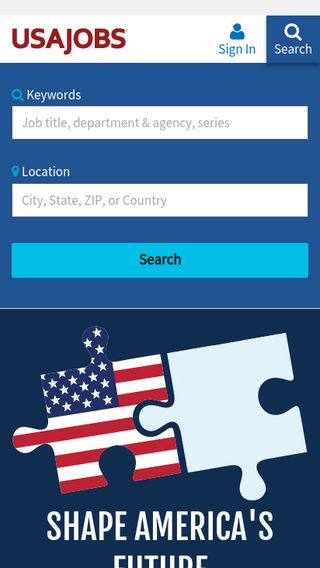 USAJOBS
Sign In
Search
Keywords
Job title, department & agency, series
Location
City, State, ZIP, or Country
Search
SHAPE AMERICA'S
FUTURE